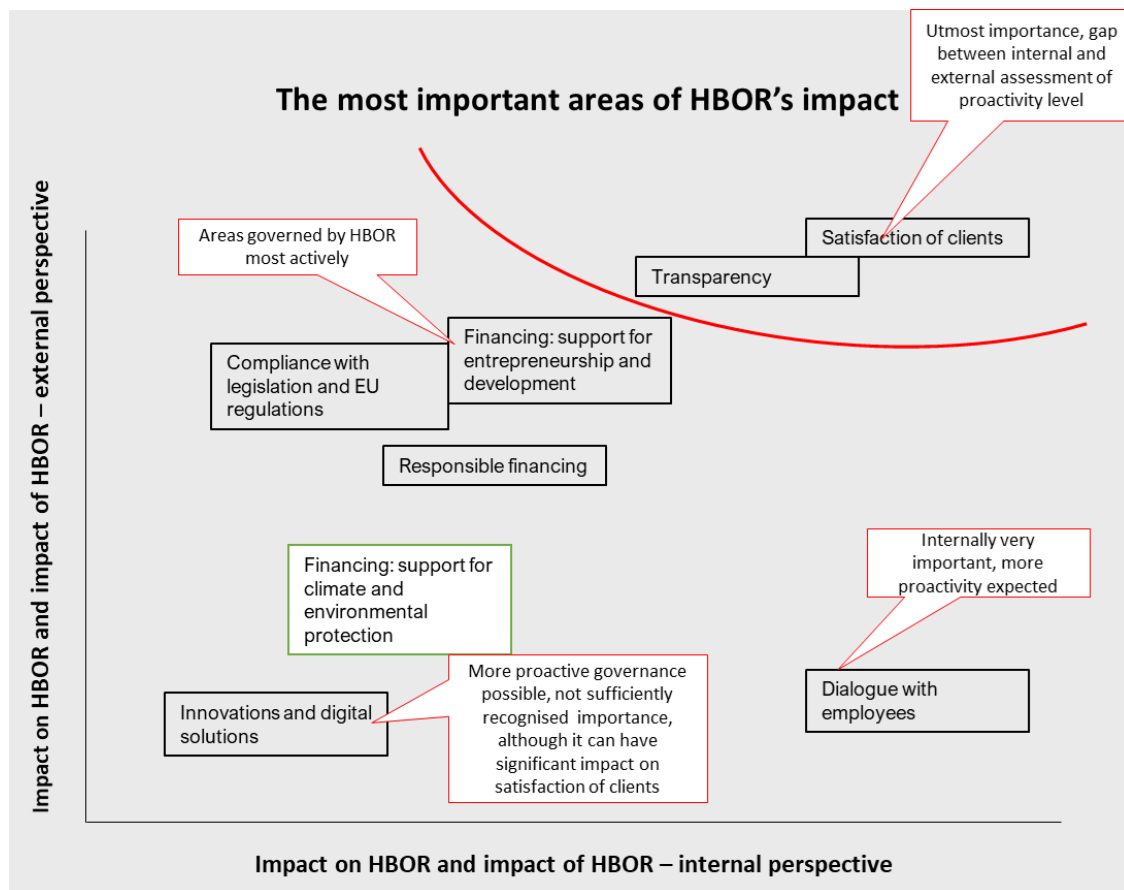 Utmost importance, gap
between internal and
external assessment of
proactivity level
The most important areas of HBOR's impact
Impact on HBOR and impact of HBOR – external perspective
Areas governed by HBOR
most actively
Satisfaction of clients
Transparency
Financing: support for
entrepreneurship and
development
Compliance with
legislation and EU
regulations
Responsible financing
Financing: support for
climate and
environmental
protection
Internally very
important, more
proactivity expected
Innovations and digital
solutions
More proactive governance
possible, not sufficiently
recognised importance,
although it can have
significant impact on
satisfaction of clients
Dialogue with
employees
Impact on HBOR and impact of HBOR – internal perspective